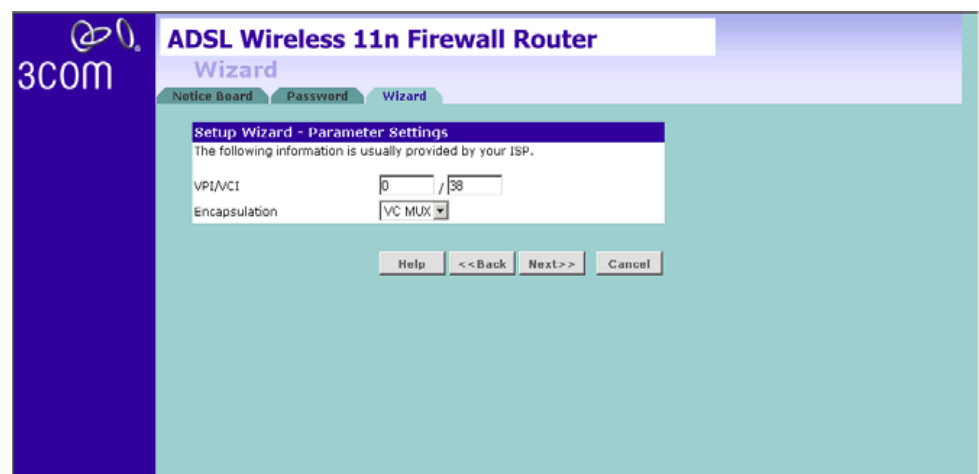 3COM
ADSL Wireless 11n Firewall Router
Wizard
Notice Board Password Wizard
Setup Wizard - Parameter Settings
The following information is usually provided by your ISP.
VPI/VCI 0 / 38
Encapsulation VC MUX
Help <<Back Next>> Cancel